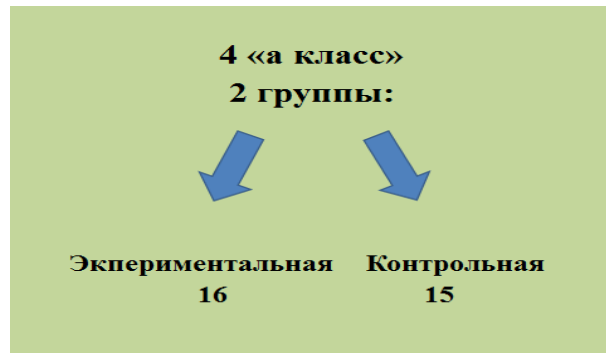 4 «а класс»
2 группы:
Экпериментальная Контрольная
16 15